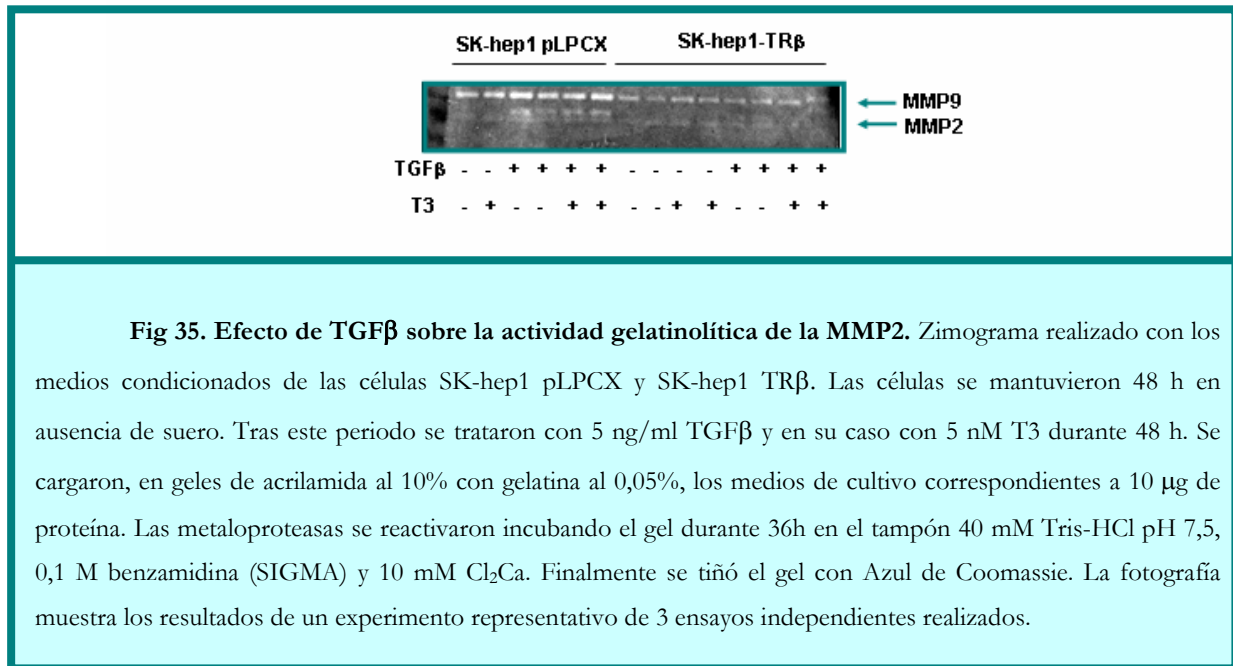 SK-hep1 pLPCX SK-hep1-TRβ
MMP9
MMP2
TGFβ - - + + + + - - - - + + + +
T3 - + - - + + - - + + - - + +
Fig 35. Efecto de TGFβ sobre la actividad gelatinolítica de la MMP2. Zimograma realizado con los
medios condicionados de las células SK-hep1 pLPCX y SK-hep1 TRβ. Las células se mantuvieron 48 h en
ausencia de suero. Tras este periodo se trataron con 5 ng/ml TGFβ y en su caso con 5 nM T3 durante 48 h. Se
cargaron, en geles de acrilamida al 10% con gelatina al 0,05%, los medios de cultivo correspondientes a 10 μg de
proteína. Las metaloproteasas se reactivaron incubando el gel durante 36h en el tampón 40 mM Tris-HCl pH 7,5,
0,1 M benzamidina (SIGMA) y 10 mM Cl₂Ca. Finalmente se tiñó el gel con Azul de Coomassie. La fotografía
muestra los resultados de un experimento representativo de 3 ensayos independientes realizados.